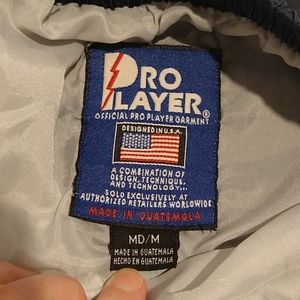 PRO
PLAYER®
OFFICIAL PRO PLAYER GARMENT
DESIGNED IN U.S.A.
A COMBINATION OF
DESIGN, TECHNIQUE,
AND TECHNOLOGY...
SOLD EXCLUSIVELY AT
AUTHORIZED RETAILERS WORLDWIDE
MADE IN GUATEMALA
MD/M
MADE IN GUATEMALA
HECHO EN GUATEMALA